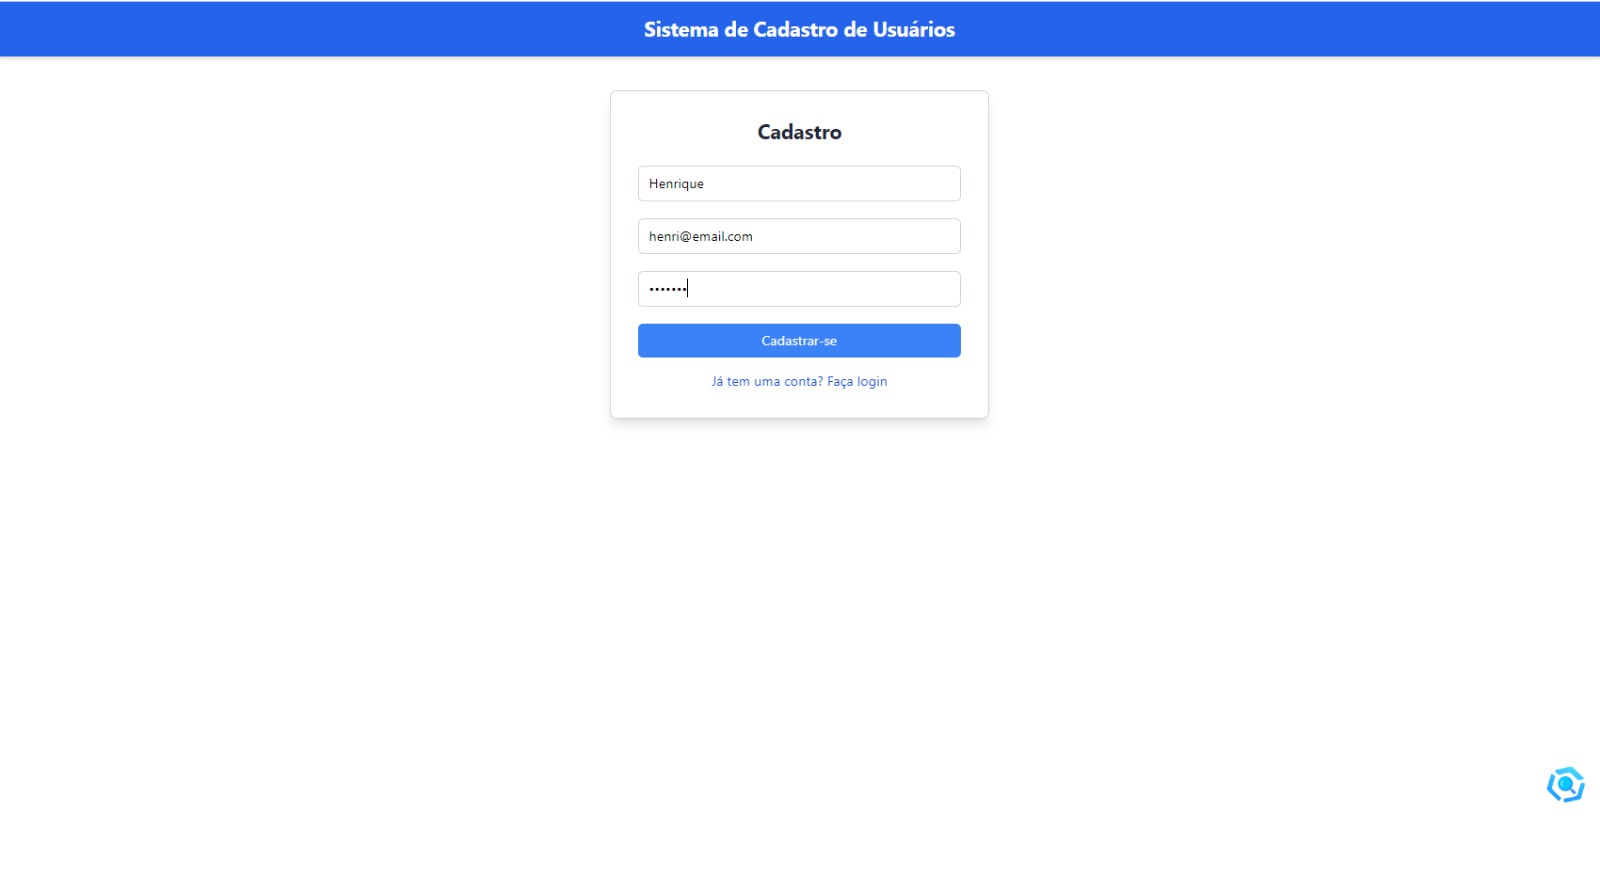 Sistema de Cadastro de Usuários
Cadastro
Henrique
henri@email.com
•••••••
Cadastrar-se
Já tem uma conta? Faça login